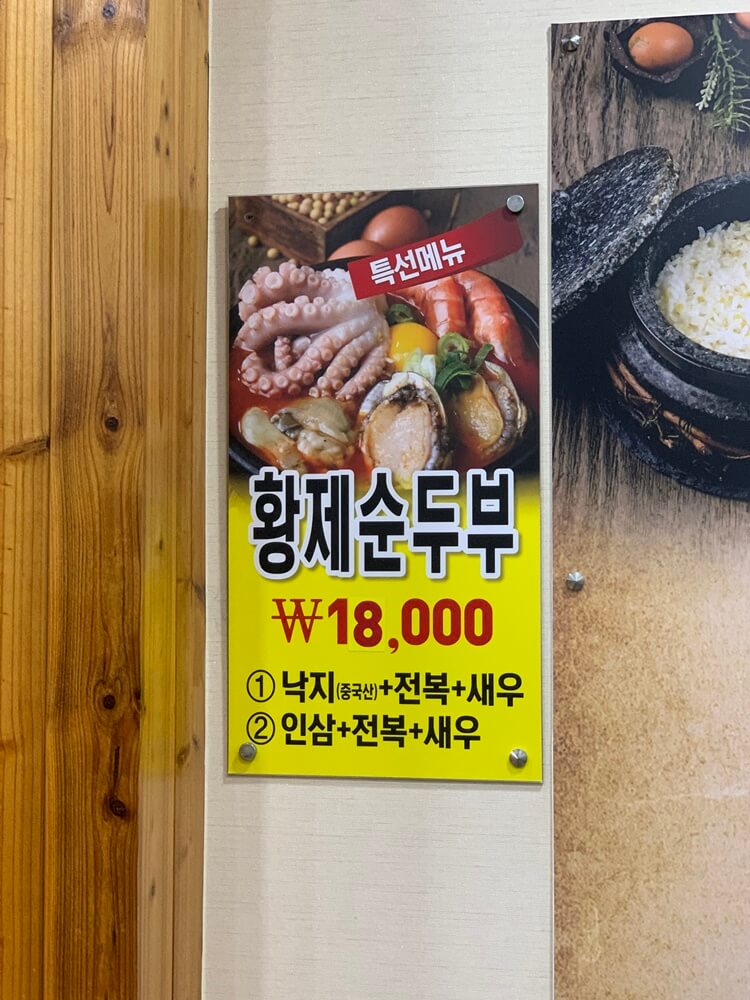 특선메뉴
황제순두부
₩18,000
① 낙지(중국산)+전복+새우
② 인삼+전복+새우